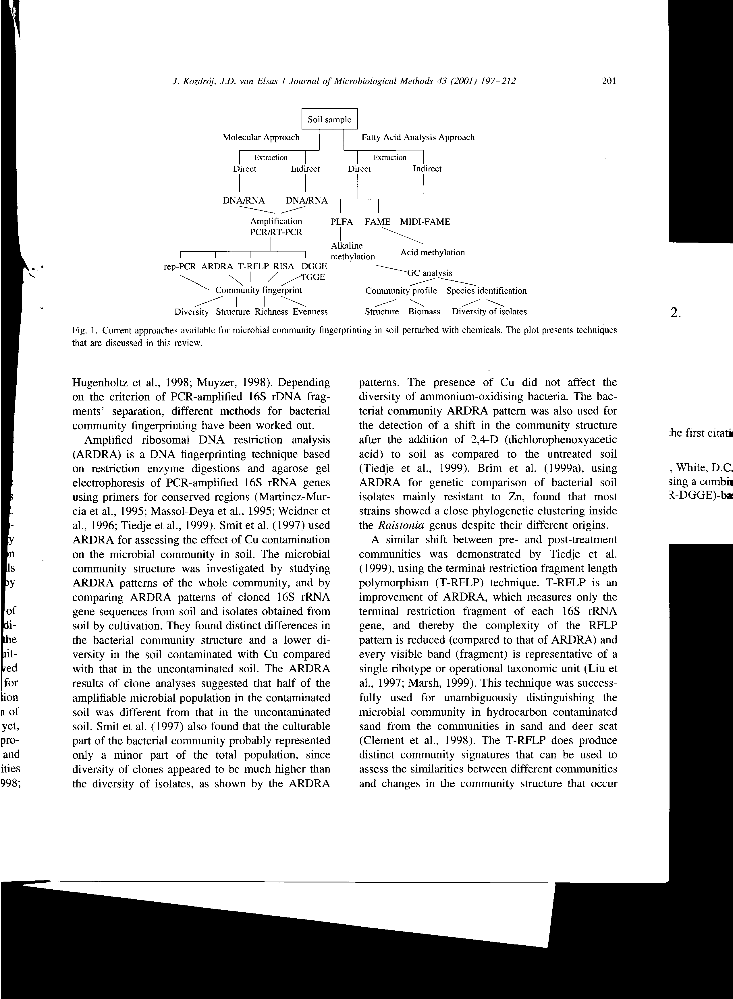 J. Kozdrój, J.D. van Elsas / Journal of Microbiological Methods 43 (2001) 197–212 201
Soil sample
Molecular Approach Fatty Acid Analysis Approach
Extraction Extraction
Direct Indirect Direct Indirect
DNA/RNA DNA/RNA
Amplification PLFA FAME MIDI-FAME
PCR/RT-PCR
Alkaline
methylation Acid methylation
rep-PCR ARDRA T-RFLP RISA DGGE
TGGE GC analysis
Community fingerprint Community profile Species identification
Diversity Structure Richness Evenness Structure Biomass Diversity of isolates
Fig. 1. Current approaches available for microbial community fingerprinting in soil perturbed with chemicals. The plot presents techniques
that are discussed in this review.
Hugenholtz et al., 1998; Muyzer, 1998). Depending
on the criterion of PCR-amplified 16S rDNA frag-
ments' separation, different methods for bacterial
community fingerprinting have been worked out.
Amplified ribosomal DNA restriction analysis
(ARDRA) is a DNA fingerprinting technique based
on restriction enzyme digestions and agarose gel
electrophoresis of PCR-amplified 16S rRNA genes
using primers for conserved regions (Martinez-Mur-
cia et al., 1995; Massol-Deya et al., 1995; Weidner et
al., 1996; Tiedje et al., 1999). Smit et al. (1997) used
ARDRA for assessing the effect of Cu contamination
on the microbial community in soil. The microbial
community structure was investigated by studying
ARDRA patterns of the whole community, and by
comparing ARDRA patterns of cloned 16S rRNA
gene sequences from soil and isolates obtained from
soil by cultivation. They found distinct differences in
the bacterial community structure and a lower di-
versity in the soil contaminated with Cu compared
with that in the uncontaminated soil. The ARDRA
results of clone analyses suggested that half of the
amplifiable microbial population in the contaminated
soil was different from that in the uncontaminated
soil. Smit et al. (1997) also found that the culturable
part of the bacterial community probably represented
only a minor part of the total population, since
diversity of clones appeared to be much higher than
the diversity of isolates, as shown by the ARDRA
patterns. The presence of Cu did not affect the
diversity of ammonium-oxidising bacteria. The bac-
terial community ARDRA pattern was also used for
the detection of a shift in the community structure
after the addition of 2,4-D (dichlorophenoxyacetic
acid) to soil as compared to the untreated soil
(Tiedje et al., 1999). Brim et al. (1999a), using
ARDRA for genetic comparison of bacterial soil
isolates mainly resistant to Zn, found that most
strains showed a close phylogenetic clustering inside
the Raistonia genus despite their different origins.
A similar shift between pre- and post-treatment
communities was demonstrated by Tiedje et al.
(1999), using the terminal restriction fragment length
polymorphism (T-RFLP) technique. T-RFLP is an
improvement of ARDRA, which measures only the
terminal restriction fragment of each 16S rRNA
gene, and thereby the complexity of the RFLP
pattern is reduced (compared to that of ARDRA) and
every visible band (fragment) is representative of a
single ribotype or operational taxonomic unit (Liu et
al., 1997; Marsh, 1999). This technique was success-
fully used for unambiguously distinguishing the
microbial community in hydrocarbon contaminated
sand from the communities in sand and deer scat
(Clement et al., 1998). The T-RFLP does produce
distinct community signatures that can be used to
assess the similarities between different communities
and changes in the community structure that occur
of
for
of
yet,
and
2.
first
, White, D.C.
sing a